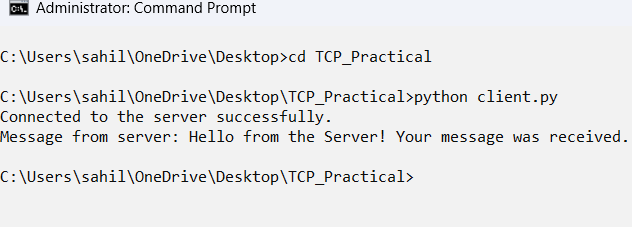 Administrator: Command Prompt
C:\Users\sahil\OneDrive\Desktop>cd TCP_Practical
C:\Users\sahil\OneDrive\Desktop\TCP_Practical>python client.py
Connected to the server successfully.
Message from server: Hello from the Server! Your message was received.
C:\Users\sahil\OneDrive\Desktop\TCP_Practical>